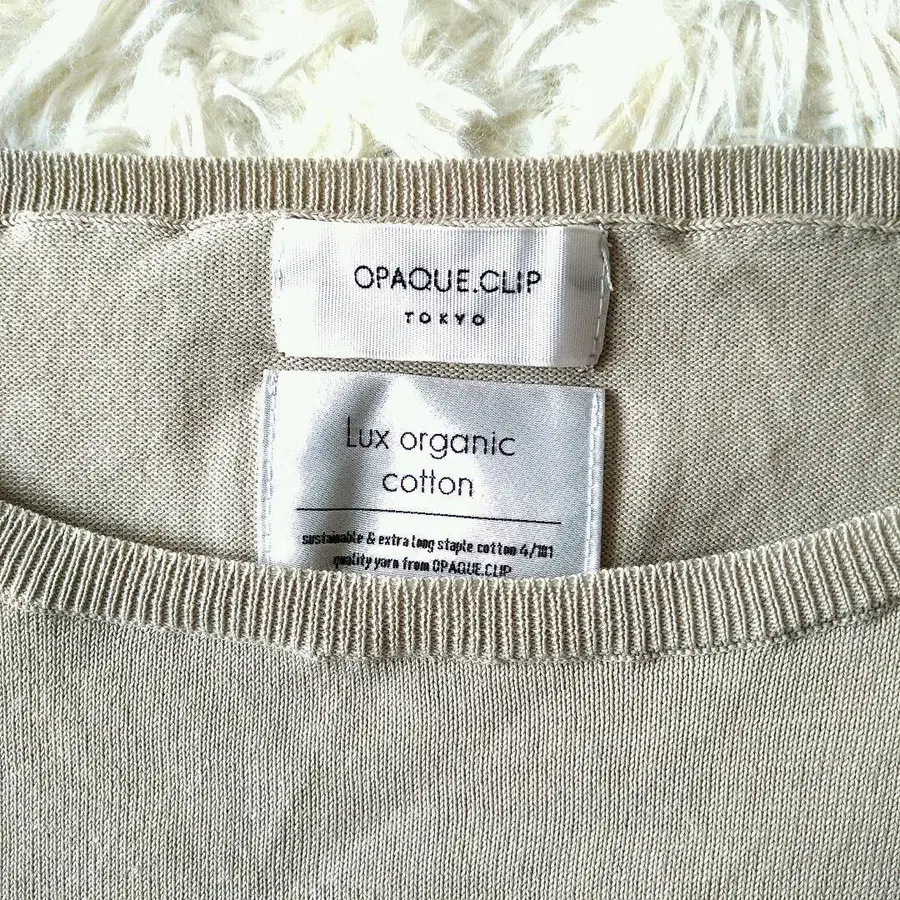 OPAQUE.CLIP
TOKYO
Lux organic
cotton
sustainable & extra long staple cotton 4/101
quality yarn from OPAQUE.CLIP